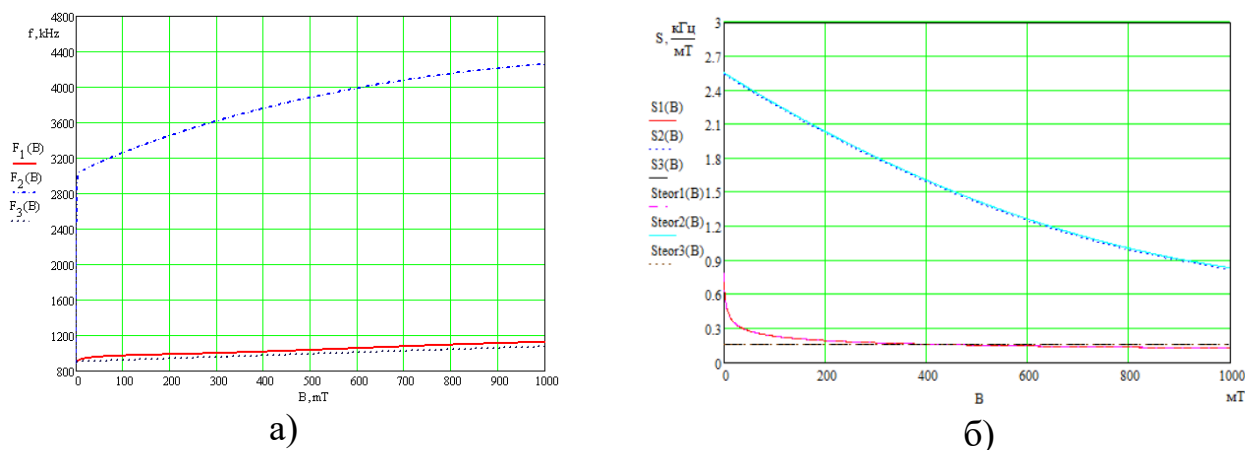 f,kHz
4800
4400
4000
3600
3200
2800
2400
2000
1600
1200
800
F1(B)
F2(B)
F3(B)
0 100 200 300 400 500 600 700 800 900 1000
B,mT
а)
S, кГц
мТ
3
2.7
2.4
2.1
1.8
1.5
1.2
0.9
0.6
0.3
0
S1(B)
S2(B)
S3(B)
Steor1(B)
Steor2(B)
Steor3(B)
0 200 400 600 800 1000
B мТ
б)